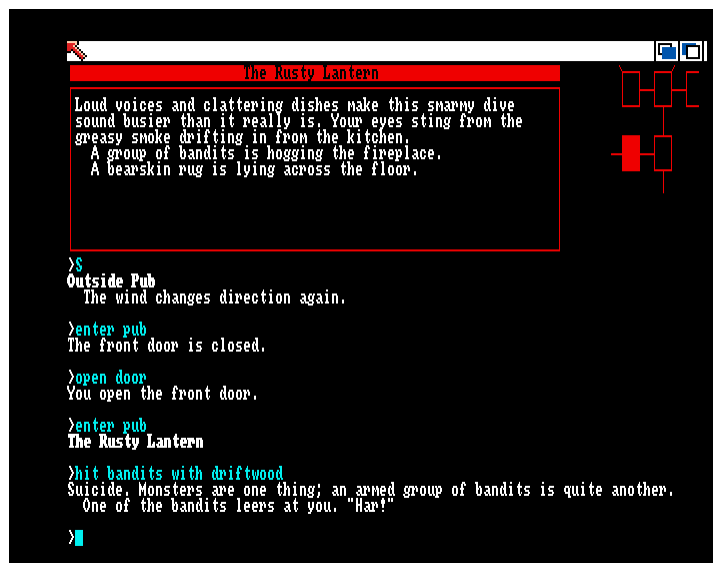 The Rusty Lantern
Loud voices and clattering dishes make this smarmy dive
sound busier than it really is. Your eyes sting from the
greasy smoke drifting in from the kitchen.
A group of bandits is hogging the fireplace.
A bearskin rug is lying across the floor.
>S
Outside Pub
The wind changes direction again.
>enter pub
The front door is closed.
>open door
You open the front door.
>enter pub
The Rusty Lantern
>hit bandits with driftwood
Suicide. Monsters are one thing; an armed group of bandits is quite another.
One of the bandits leers at you. "Har!"
>